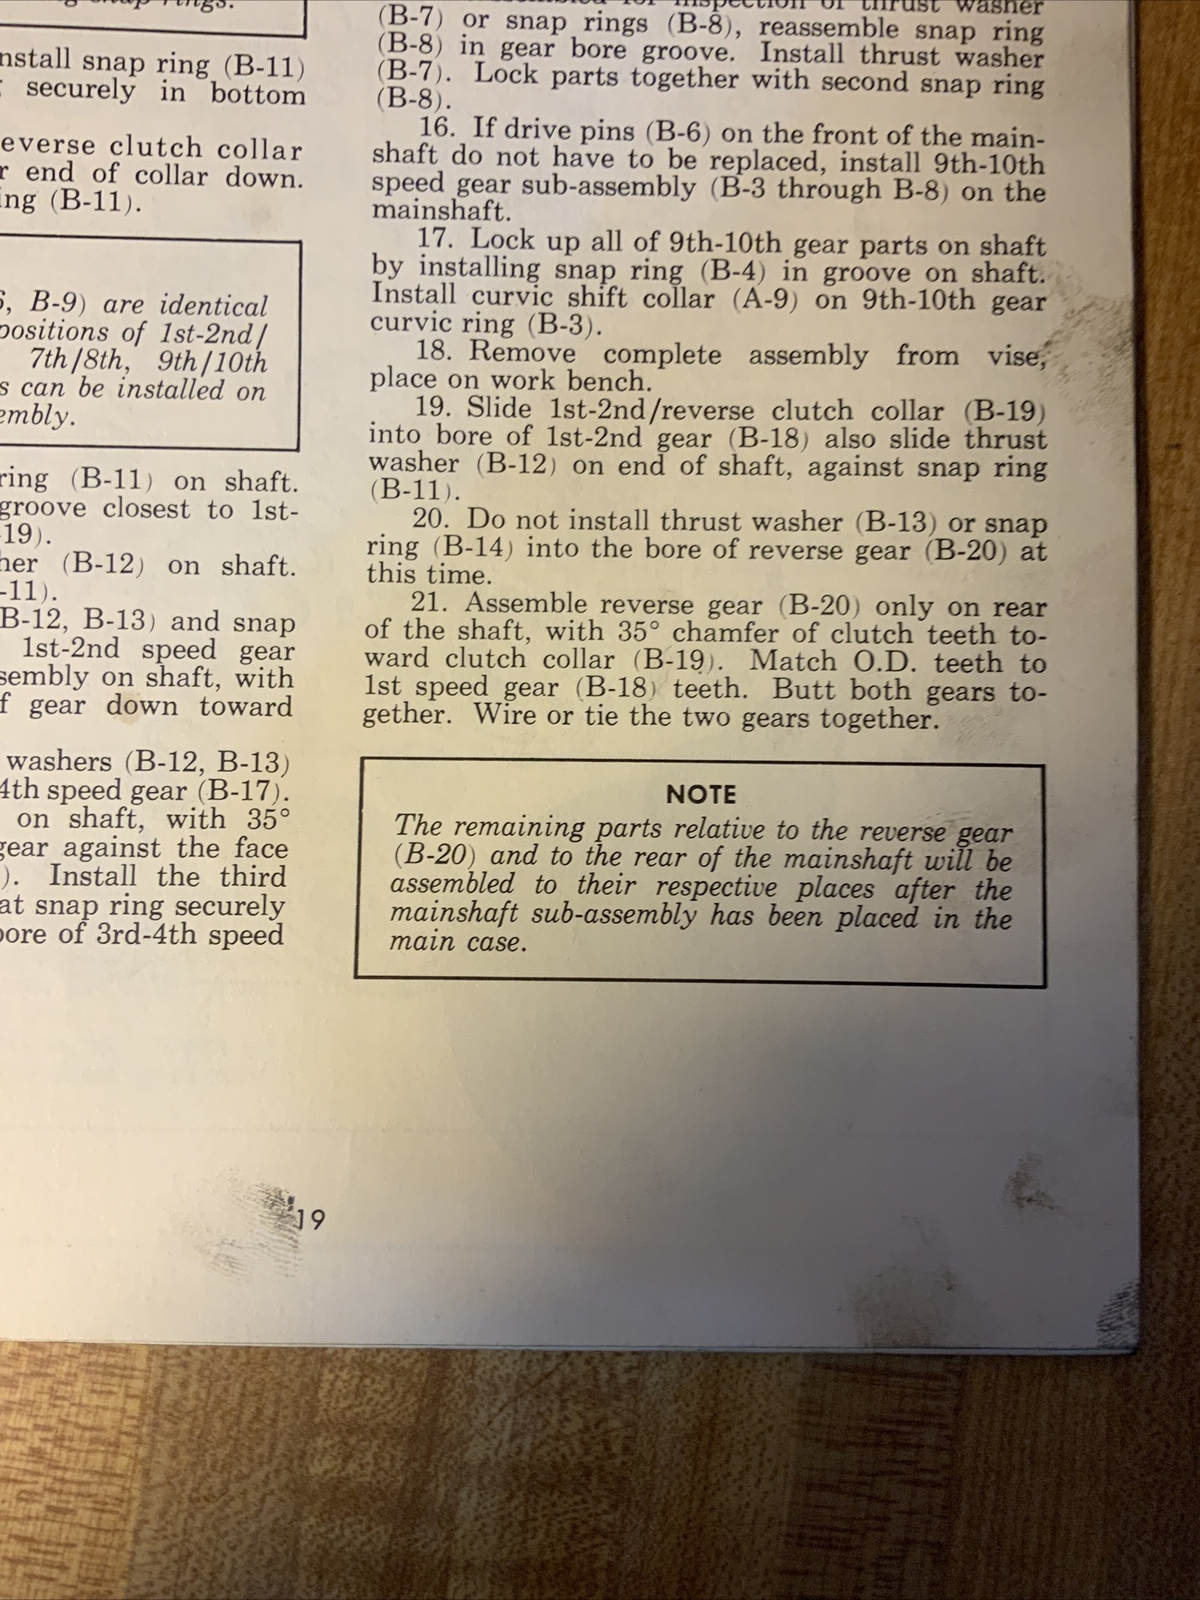 snap rings.
nstall snap ring (B-11)
securely in bottom
everse clutch collar
r end of collar down.
ing (B-11).
, B-9) are identical
positions of 1st-2nd/
7th/8th, 9th/10th
s can be installed on
embly.
ring (B-11) on shaft.
groove closest to 1st-
-19).
her (B-12) on shaft.
-11).
B-12, B-13) and snap
1st-2nd speed gear
sembly on shaft, with
f gear down toward
washers (B-12, B-13)
4th speed gear (B-17).
on shaft, with 35°
gear against the face
). Install the third
at snap ring securely
bore of 3rd-4th speed
for inspection of thrust washer
(B-7) or snap rings (B-8), reassemble snap ring
(B-8) in gear bore groove. Install thrust washer
(B-7). Lock parts together with second snap ring
(B-8).
16. If drive pins (B-6) on the front of the main-
shaft do not have to be replaced, install 9th-10th
speed gear sub-assembly (B-3 through B-8) on the
mainshaft.
17. Lock up all of 9th-10th gear parts on shaft
by installing snap ring (B-4) in groove on shaft.
Install curvic shift collar (A-9) on 9th-10th gear
curvic ring (B-3).
18. Remove complete assembly from vise,
place on work bench.
19. Slide 1st-2nd/reverse clutch collar (B-19)
into bore of 1st-2nd gear (B-18) also slide thrust
washer (B-12) on end of shaft, against snap ring
(B-11).
20. Do not install thrust washer (B-13) or snap
ring (B-14) into the bore of reverse gear (B-20) at
this time.
21. Assemble reverse gear (B-20) only on rear
of the shaft, with 35° chamfer of clutch teeth to-
ward clutch collar (B-19). Match O.D. teeth to
1st speed gear (B-18) teeth. Butt both gears to-
gether. Wire or tie the two gears together.
NOTE
The remaining parts relative to the reverse gear
(B-20) and to the rear of the mainshaft will be
assembled to their respective places after the
mainshaft sub-assembly has been placed in the
main case.
19